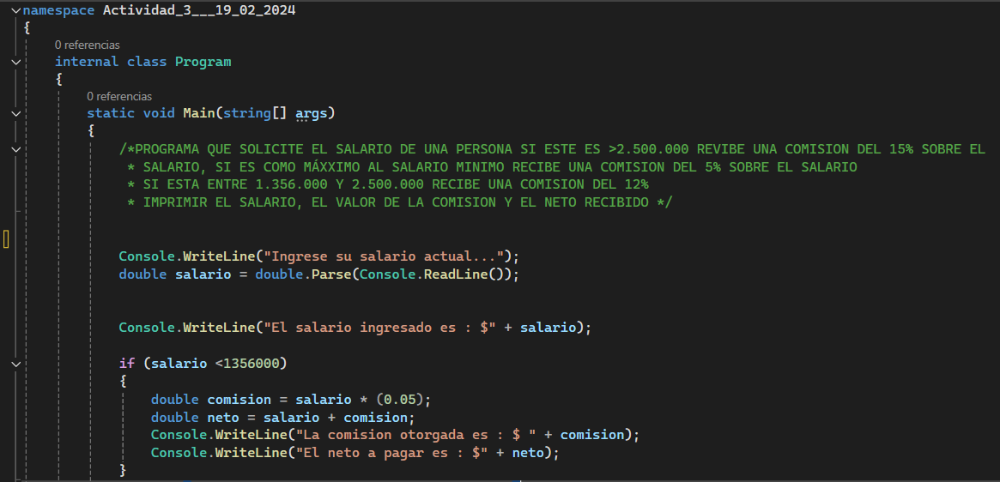 namespace Actividad_3___19_02_2024
{
0 referencias
internal class Program
{
0 referencias
static void Main(string[] args)
{
/*PROGRAMA QUE SOLICITE EL SALARIO DE UNA PERSONA SI ESTE ES >2.500.000 REVIBE UNA COMISION DEL 15% SOBRE EL
* SALARIO, SI ES COMO MÁXXIMO AL SALARIO MINIMO RECIBE UNA COMISION DEL 5% SOBRE EL SALARIO
* SI ESTA ENTRE 1.356.000 Y 2.500.000 RECIBE UNA COMISION DEL 12%
* IMPRIMIR EL SALARIO, EL VALOR DE LA COMISION Y EL NETO RECIBIDO */
Console.WriteLine("Ingrese su salario actual...");
double salario = double.Parse(Console.ReadLine());
Console.WriteLine("El salario ingresado es : $" + salario);
if (salario <1356000)
{
double comision = salario * (0.05);
double neto = salario + comision;
Console.WriteLine("La comision otorgada es : $ " + comision);
Console.WriteLine("El neto a pagar es : $" + neto);
}